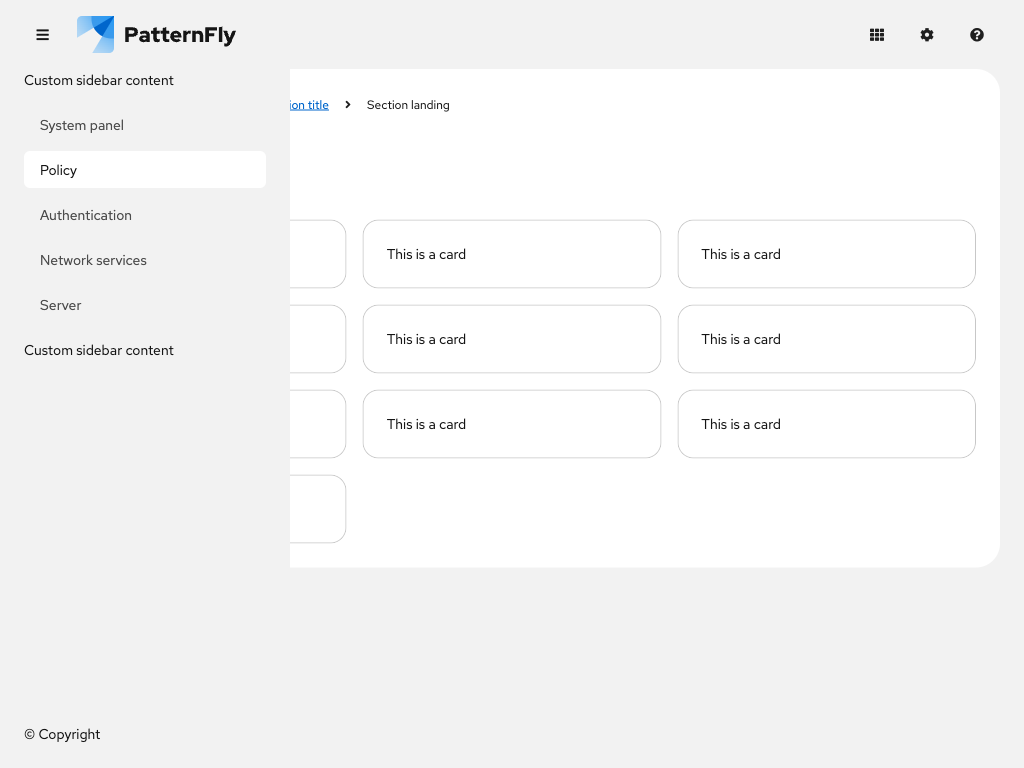 PatternFly
Custom sidebar content
System panel
Policy
Authentication
Network services
Server
Custom sidebar content
title
Section landing
This is a card
This is a card
This is a card
This is a card
This is a card
This is a card
© Copyright